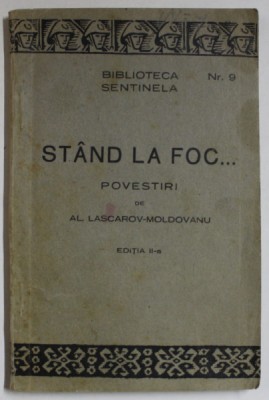 BIBLIOTECA Nr. 9
SENTINELA
STÂND LA FOC...
POVESTIRI
DE
AL. LASCAROV-MOLDOVANU
EDIȚIA II-a